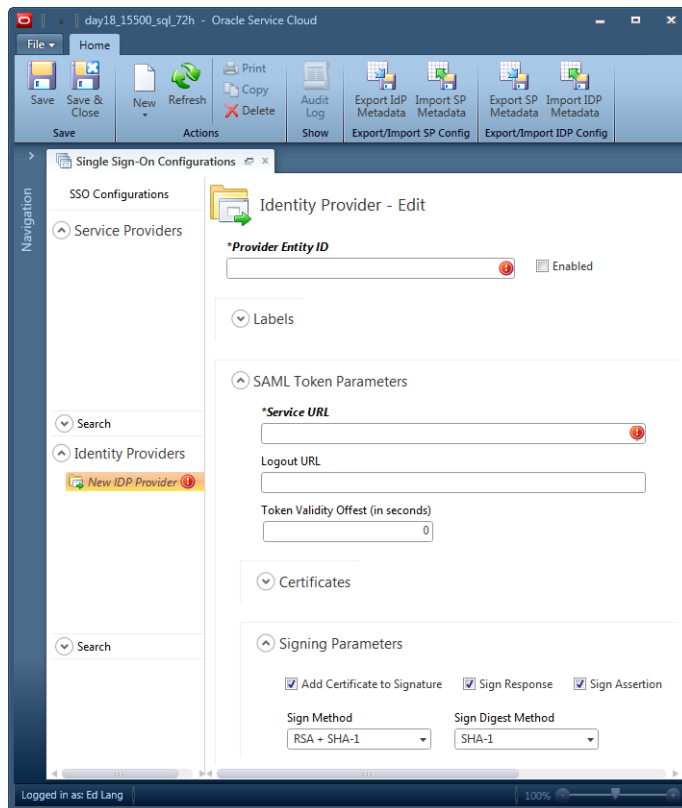 day18_15500_sql_72h - Oracle Service Cloud
File Home
Save Save & Close New Refresh Print Copy Delete Audit Log Export IdP Metadata Import SP Metadata Export SP Metadata Import IDP Metadata
Save Actions Show Export/Import SP Config Export/Import IDP Config
Navigation
Single Sign-On Configurations
SSO Configurations
Service Providers
Search
Identity Providers
New IDP Provider
Search
Identity Provider - Edit
*Provider Entity ID
Enabled
Labels
SAML Token Parameters
*Service URL
Logout URL
Token Validity Offest (in seconds)
0
Certificates
Signing Parameters
Add Certificate to Signature Sign Response Sign Assertion
Sign Method Sign Digest Method
RSA + SHA-1 SHA-1
Logged in as: Ed Lang 100%